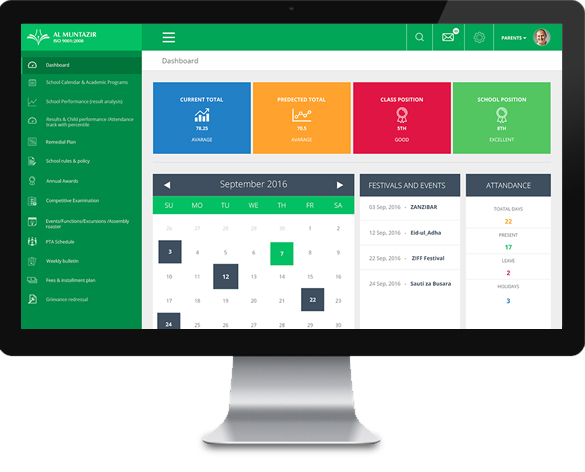 AL MUNTAZIR
ISO 9001/2008
PARENTS
Dashboard
School Calendar & Academic Programs
School Performance (result analysis)
Results & Child performance /Attendance
track with percentile
Remedial Plan
School rules & policy
Annual Awards
Competitive Examination
Events/Functions/Excursions /Assembly
roaster
PTA Schedule
Weekly bulletin
Fees & installment plan
Grievance redressal
Dashboard
CURRENT TOTAL
78.25
AVARAGE
PREDECTED TOTAL
70.5
AVARAGE
CLASS POSITION
5TH
GOOD
SCHOOL POSITION
8TH
EXCELLENT
September 2016
SU MO TU WE TH FR SA
26 27 28 29 30 1 2
3 4 5 6 7 8 9
10 11 12 13 14 15 16
17 18 19 20 21 22 23
24 25 26 27 28 29 30
FESTIVALS AND EVENTS
03 Sep, 2016 - ZANZIBAR
12 Sep, 2016 - Eid-ul_Adha
22 Sep, 2016 - ZIFF Festival
24 Sep, 2016 - Sauti za Busara
ATTANDANCE
TOATAL DAYS
22
PRESENT
17
LEAVE
2
HOLIDAYS
3